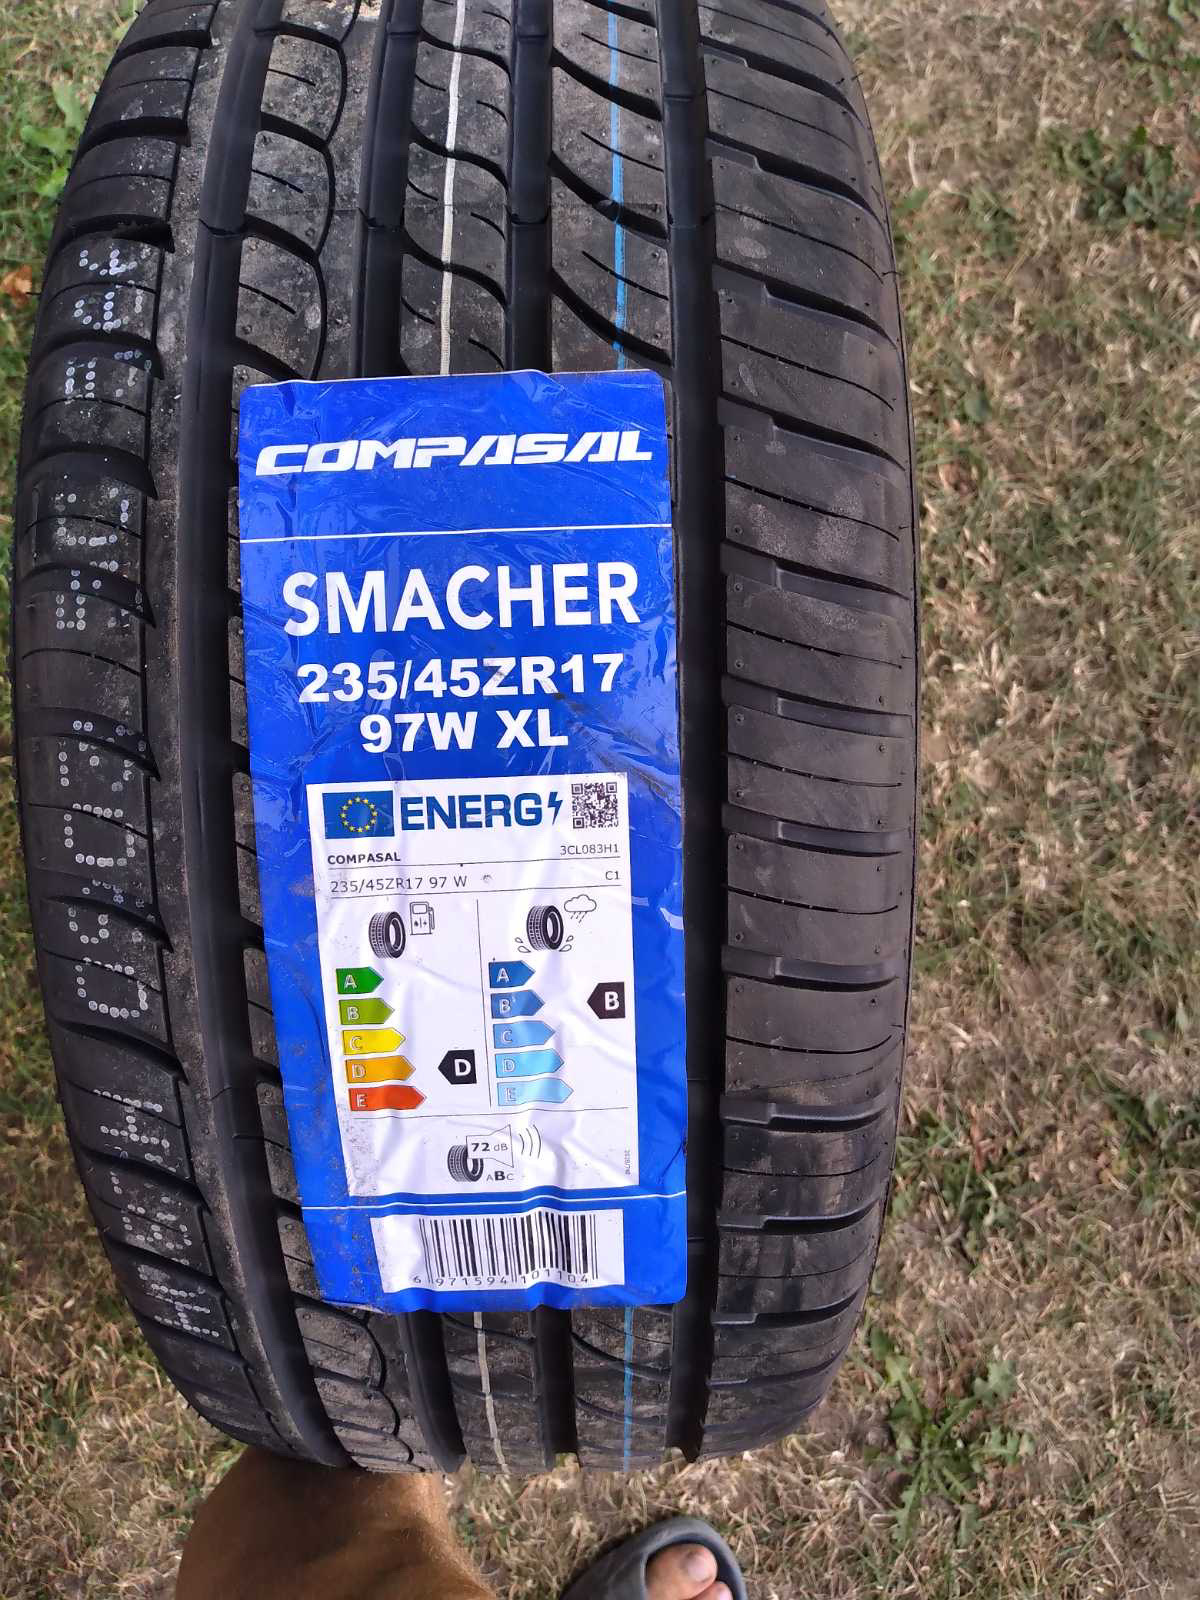 COMPASAL
SMACHER
235/45ZR17
97W XL
ENERG
COMPASAL 3CL083H1
235/45ZR17 97 W C1
A
B
C
D
E
D
A
B
C
D
E
B
72 dB
ABC
6 971594 101104